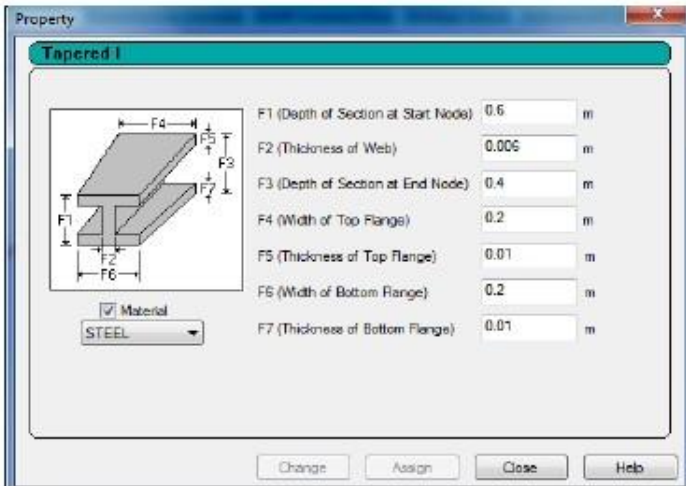 Property
Tapered I
F1 (Depth of Section at Start Node) 0.6 m
F2 (Thickness of Web) 0.006 m
F3 (Depth of Section at End Node) 0.4 m
F4 (Width of Top Flange) 0.2 m
F5 (Thickness of Top Flange) 0.01 m
F6 (Width of Bottom Flange) 0.2 m
F7 (Thickness of Bottom Flange) 0.01 m
F4
F5
F3
F7
F1
F2
F6
Material
STEEL
Change Assign Close Help